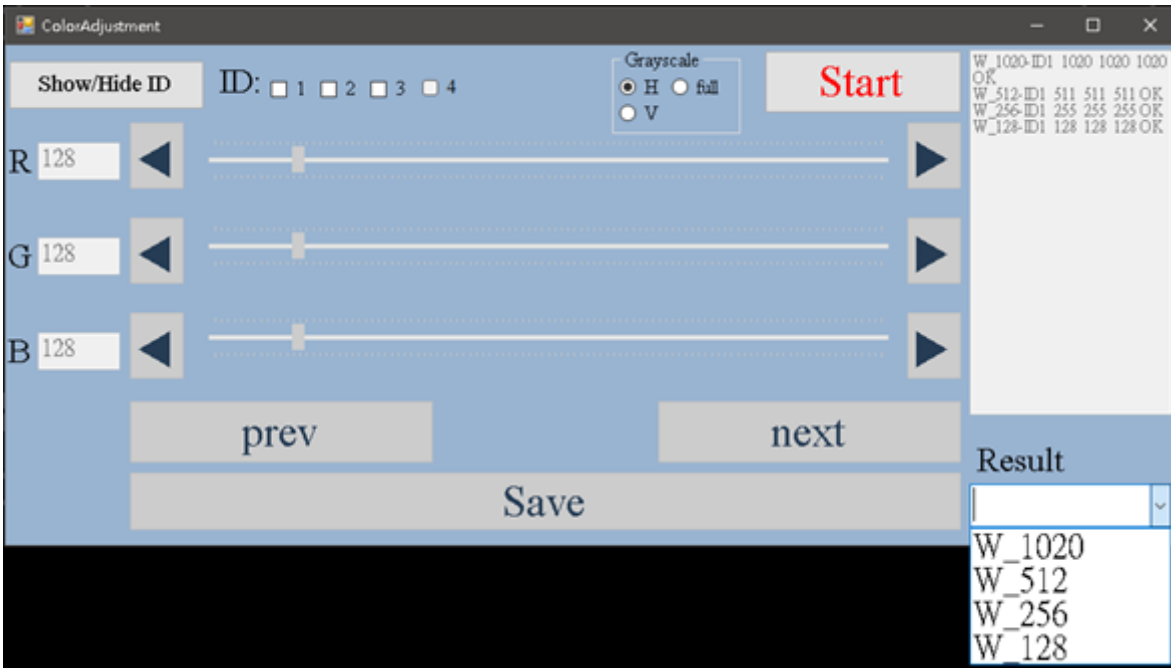 ColorAdjustment
Show/Hide ID
ID: 1 2 3 4
Grayscale
H full
V
Start
W_1020-ID1 1020 1020 1020
OK
W_512-ID1 511 511 511 OK
W_256-ID1 255 255 255 OK
W_128-ID1 128 128 128 OK
R 128
G 128
B 128
prev
next
Save
Result
W_1020
W_512
W_256
W_128